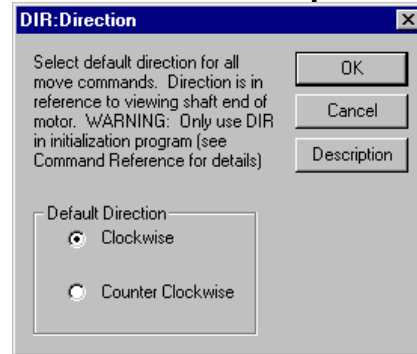 DIR:Direction
Select default direction for all
move commands. Direction is in
reference to viewing shaft end of
motor. WARNING: Only use DIR
in initialization program (see
Command Reference for details)
OK
Cancel
Description
Default Direction
Clockwise
Counter Clockwise